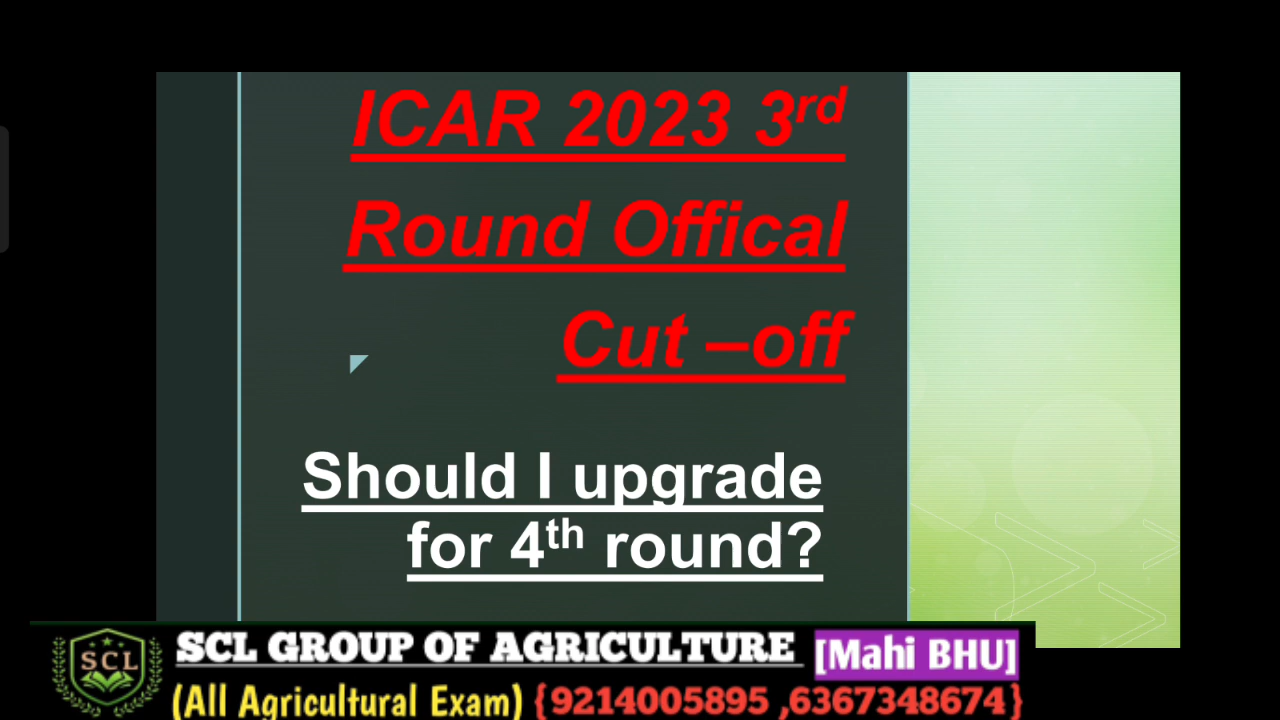 ICAR 2023 3rd
Round Offical
Cut –off
Should I upgrade
for 4th round?
SCL
SCL GROUP OF AGRICULTURE [Mahi BHU]
(All Agricultural Exam) {9214005895 ,6367348674}